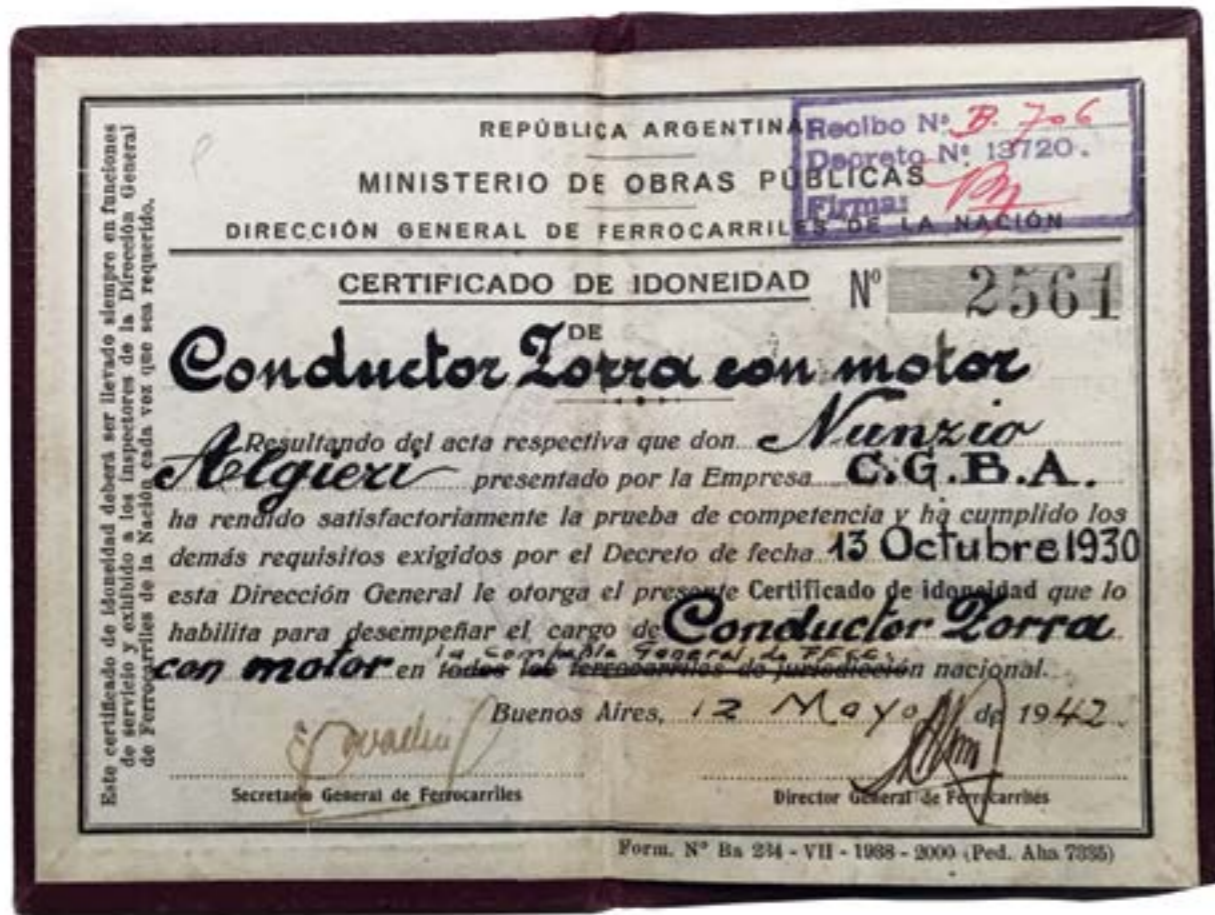 REPÚBLICA ARGENTINA
Recibo Nº B. 706
Decreto Nº 13720.
Firma:
MINISTERIO DE OBRAS PÚBLICAS
DIRECCIÓN GENERAL DE FERROCARRILES DE LA NACIÓN
CERTIFICADO DE IDONEIDAD Nº 2561
DE
Conductor Zorra con motor
Resultando del acta respectiva que don Nunzio
Algieri presentado por la Empresa C.G.B.A.
ha rendido satisfactoriamente la prueba de competencia y ha cumplido los
demás requisitos exigidos por el Decreto de fecha 13 Octubre 1930
esta Dirección General le otorga el presente Certificado de idoneidad que lo
habilita para desempeñar el cargo de Conductor Zorra
la Compañia General de FFCC.
con motor en todos los ferrocarriles de jurisdicción nacional.
Buenos Aires, 12 Mayo de 1942.
Secretario General de Ferrocarriles
Director General de Ferrocarriles
Este certificado de idoneidad deberá ser llevado siempre en funciones
de servicio y exhibido a los inspectores de la Dirección General
de Ferrocarriles de la Nación cada vez que sea requerido.
Form. Nº Ba 234 - VII - 1938 - 2000 (Ped. Aha 7335)